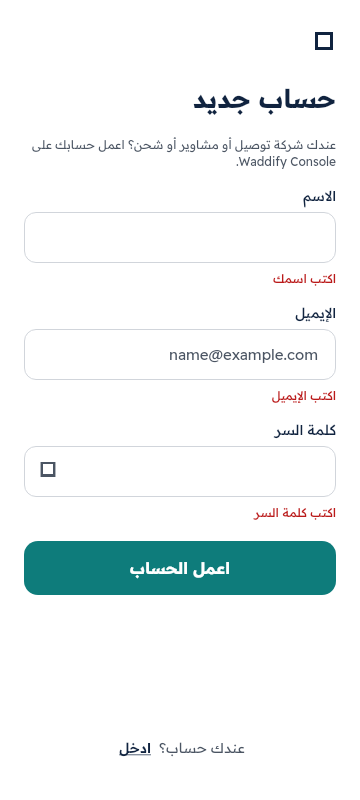 حساب جديد
عندك شركة توصيل أو مشاوير أو شحن؟ اعمل حسابك على
Waddify Console.
الاسم
اكتب اسمك
الإيميل
name@example.com
اكتب الإيميل
كلمة السر
اكتب كلمة السر
اعمل الحساب
عندك حساب؟ ادخل